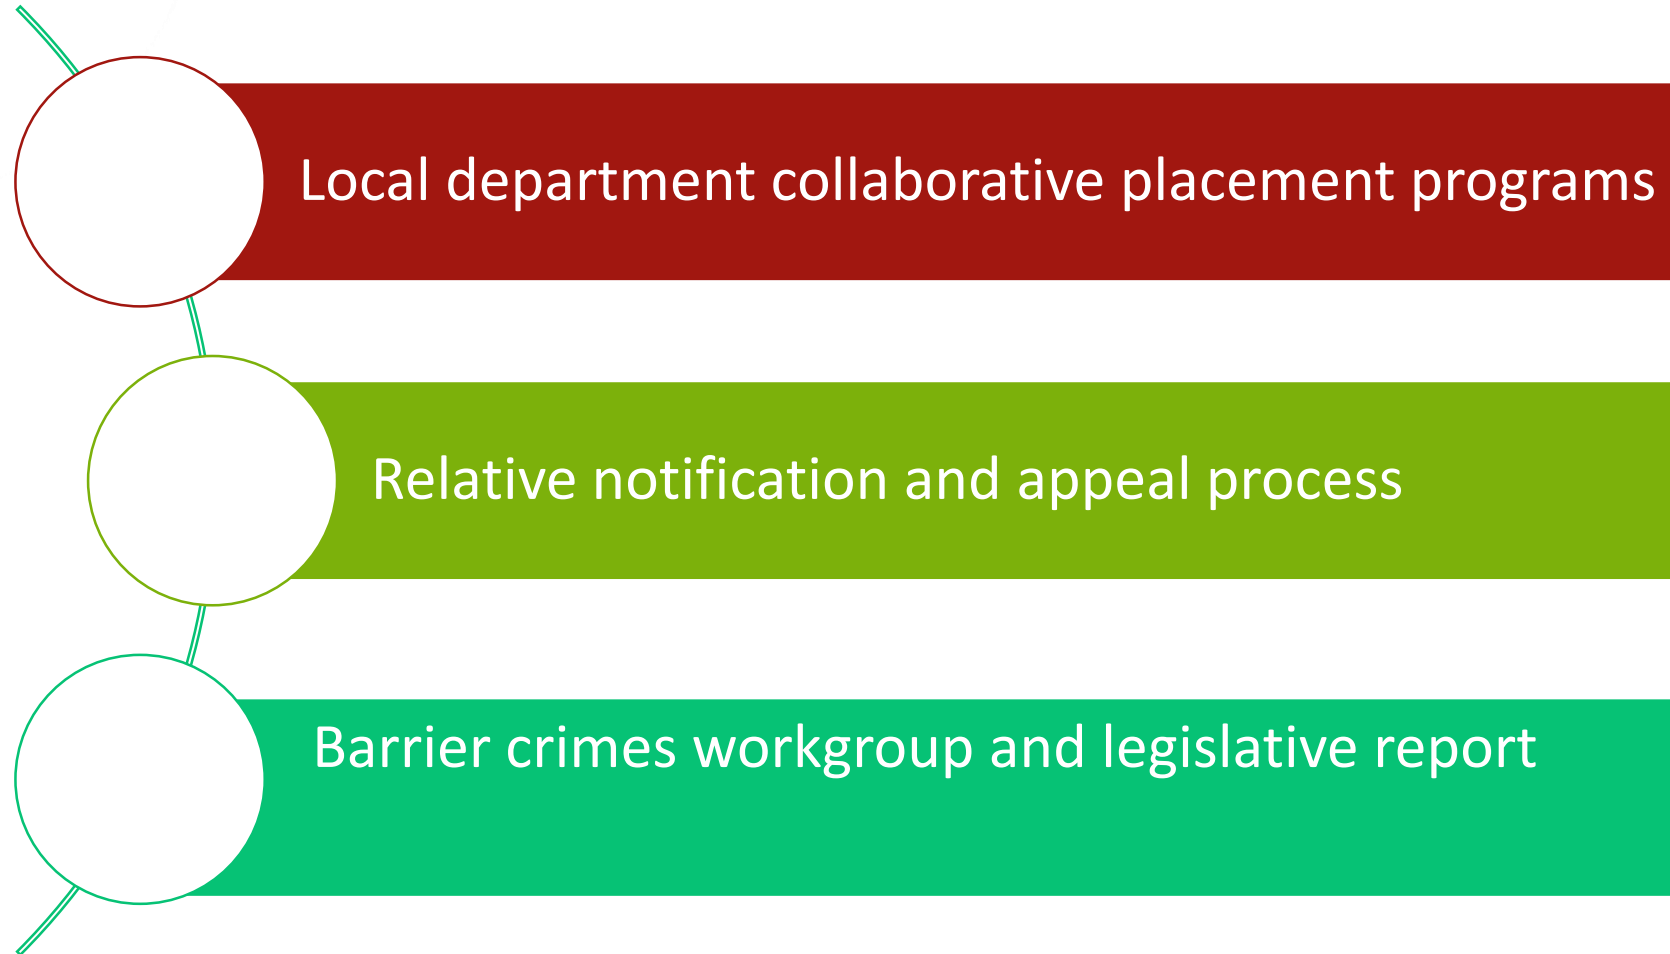 Local department collaborative placement programs
Relative notification and appeal process
Barrier crimes workgroup and legislative report